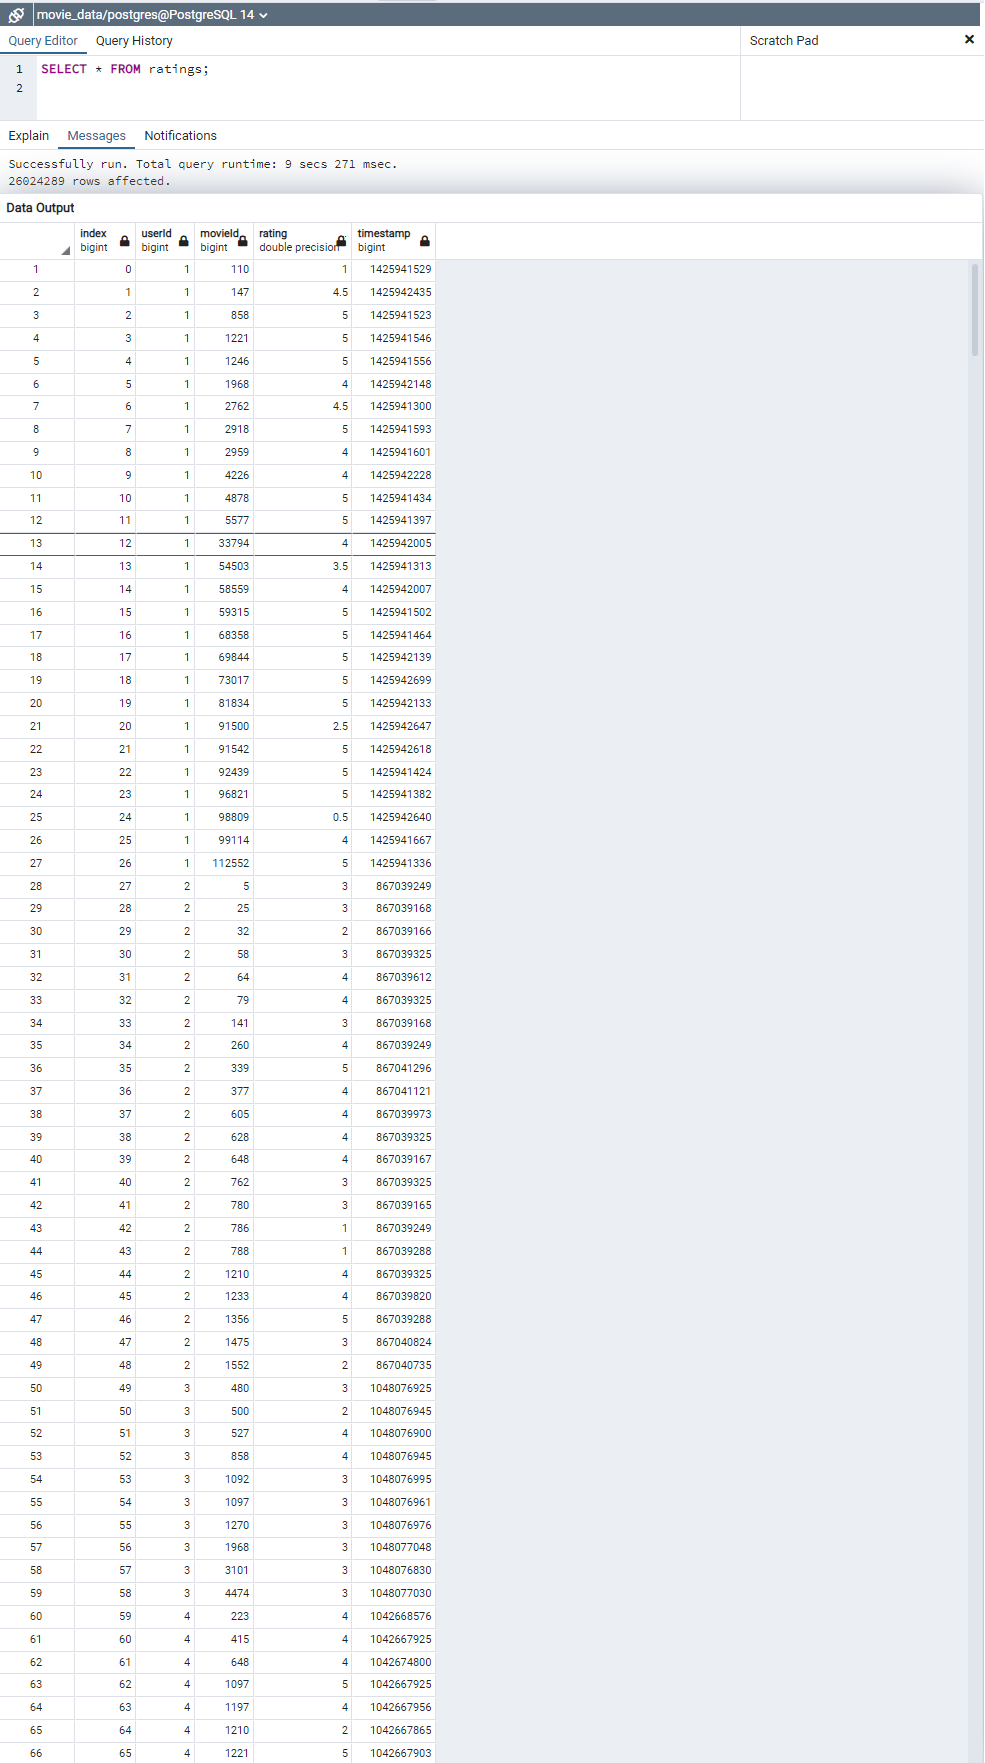 movie_data/postgres@PostgreSQL 14
Query Editor Query History Scratch Pad ×
1 SELECT * FROM ratings;
2
Explain Messages Notifications
Successfully run. Total query runtime: 9 secs 271 msec.
26024289 rows affected.
Data Output
index userId movieId rating timestamp
bigint bigint bigint double precision bigint
1 0 1 110 1 1425941529
2 1 1 147 4.5 1425942435
3 2 1 858 5 1425941523
4 3 1 1221 5 1425941546
5 4 1 1246 5 1425941556
6 5 1 1968 4 1425942148
7 6 1 2762 4.5 1425941300
8 7 1 2918 5 1425941593
9 8 1 2959 4 1425941601
10 9 1 4226 4 1425942228
11 10 1 4878 5 1425941434
12 11 1 5577 5 1425941397
13 12 1 33794 4 1425942005
14 13 1 54503 3.5 1425941313
15 14 1 58559 4 1425942007
16 15 1 59315 5 1425941502
17 16 1 68358 5 1425941464
18 17 1 69844 5 1425942139
19 18 1 73017 5 1425942699
20 19 1 81834 5 1425942133
21 20 1 91500 2.5 1425942647
22 21 1 91542 5 1425942618
23 22 1 92439 5 1425941424
24 23 1 96821 5 1425941382
25 24 1 98809 0.5 1425942640
26 25 1 99114 4 1425941667
27 26 1 112552 5 1425941336
28 27 2 5 3 867039249
29 28 2 25 3 867039168
30 29 2 32 2 867039166
31 30 2 58 3 867039325
32 31 2 64 4 867039612
33 32 2 79 4 867039325
34 33 2 141 3 867039168
35 34 2 260 4 867039249
36 35 2 339 5 867041296
37 36 2 377 4 867041121
38 37 2 605 4 867039973
39 38 2 628 4 867039325
40 39 2 648 4 867039167
41 40 2 762 3 867039325
42 41 2 780 3 867039165
43 42 2 786 1 867039249
44 43 2 788 1 867039288
45 44 2 1210 4 867039325
46 45 2 1233 4 867039820
47 46 2 1356 5 867039288
48 47 2 1475 3 867040824
49 48 2 1552 2 867040735
50 49 3 480 3 1048076925
51 50 3 500 2 1048076945
52 51 3 527 4 1048076900
53 52 3 858 4 1048076945
54 53 3 1092 3 1048076995
55 54 3 1097 3 1048076961
56 55 3 1270 3 1048076976
57 56 3 1968 3 1048077048
58 57 3 3101 3 1048076830
59 58 3 4474 3 1048077030
60 59 4 223 4 1042668576
61 60 4 415 4 1042667925
62 61 4 648 4 1042674800
63 62 4 1097 5 1042667925
64 63 4 1197 4 1042667956
65 64 4 1210 2 1042667865
66 65 4 1221 5 1042667903